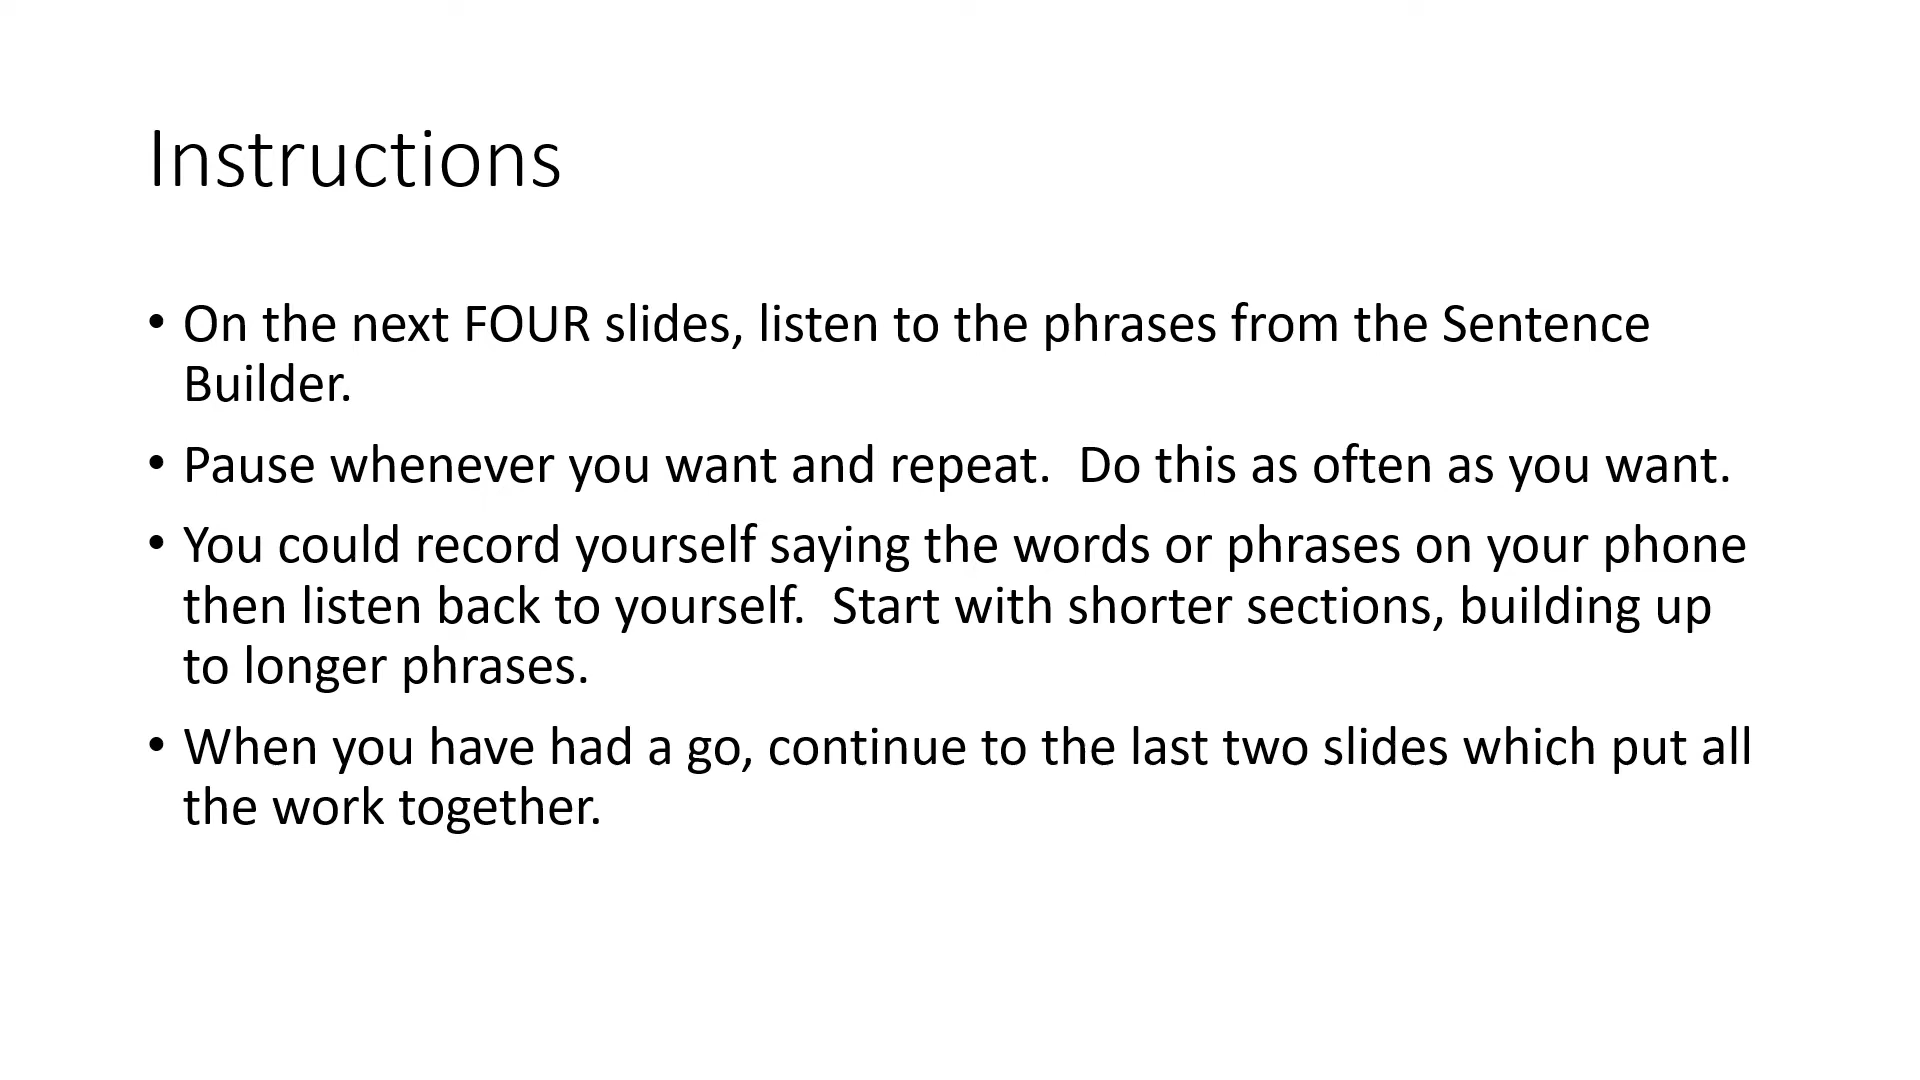 Instructions
• On the next FOUR slides, listen to the phrases from the Sentence
Builder.
• Pause whenever you want and repeat.  Do this as often as you want.
• You could record yourself saying the words or phrases on your phone
then listen back to yourself.  Start with shorter sections, building up
to longer phrases.
• When you have had a go, continue to the last two slides which put all
the work together.